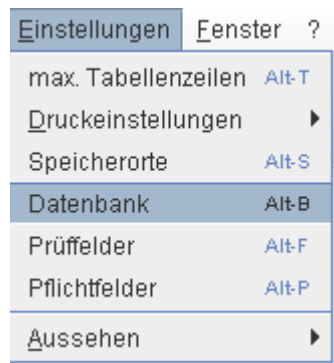 Einstellungen Fenster ?
max. Tabellenzeilen Alt-T
Druckeinstellungen
Speicherorte Alt-S
Datenbank Alt-B
Prüffelder Alt-F
Pflichtfelder Alt-P
Aussehen